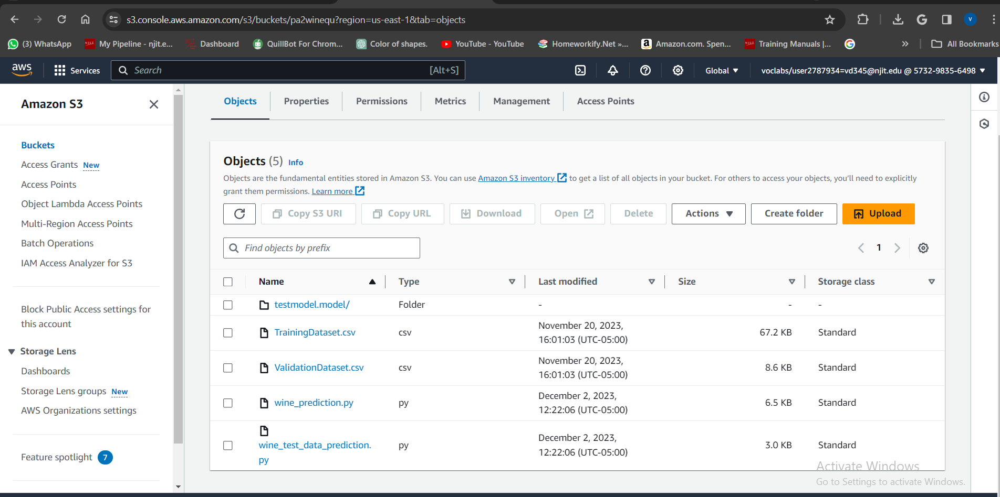 s3.console.aws.amazon.com/s3/buckets/pa2winequ?region=us-east-1&tab=objects
V
(3) WhatsApp My Pipeline - njit.e... Dashboard QuillBot For Chrom... Color of shapes. YouTube - YouTube Homeworkify.Net »... Amazon.com. Spen... Training Manuals |... » All Bookmarks
aws Services Search [Alt+S] Global voclabs/user2787934=vd345@njit.edu @ 5732-9835-6498
Amazon S3
Buckets
Access Grants New
Access Points
Object Lambda Access Points
Multi-Region Access Points
Batch Operations
IAM Access Analyzer for S3
Block Public Access settings for
this account
Storage Lens
Dashboards
Storage Lens groups New
AWS Organizations settings
Feature spotlight 7
Objects Properties Permissions Metrics Management Access Points
Objects (5) Info
Objects are the fundamental entities stored in Amazon S3. You can use Amazon S3 inventory to get a list of all objects in your bucket. For others to access your objects, you'll need to explicitly
grant them permissions. Learn more
Copy S3 URI Copy URL Download Open Delete Actions Create folder Upload
Find objects by prefix 1
Name Type Last modified Size Storage class
testmodel.model/ Folder - - -
TrainingDataset.csv csv November 20, 2023, 67.2 KB Standard
16:01:03 (UTC-05:00)
ValidationDataset.csv csv November 20, 2023, 8.6 KB Standard
16:01:03 (UTC-05:00)
wine_prediction.py py December 2, 2023, 6.5 KB Standard
12:22:06 (UTC-05:00)
wine_test_data_prediction. py December 2, 2023, 3.0 KB Standard
py 12:22:06 (UTC-05:00)
Activate Windows
Go to Settings to activate Windows.